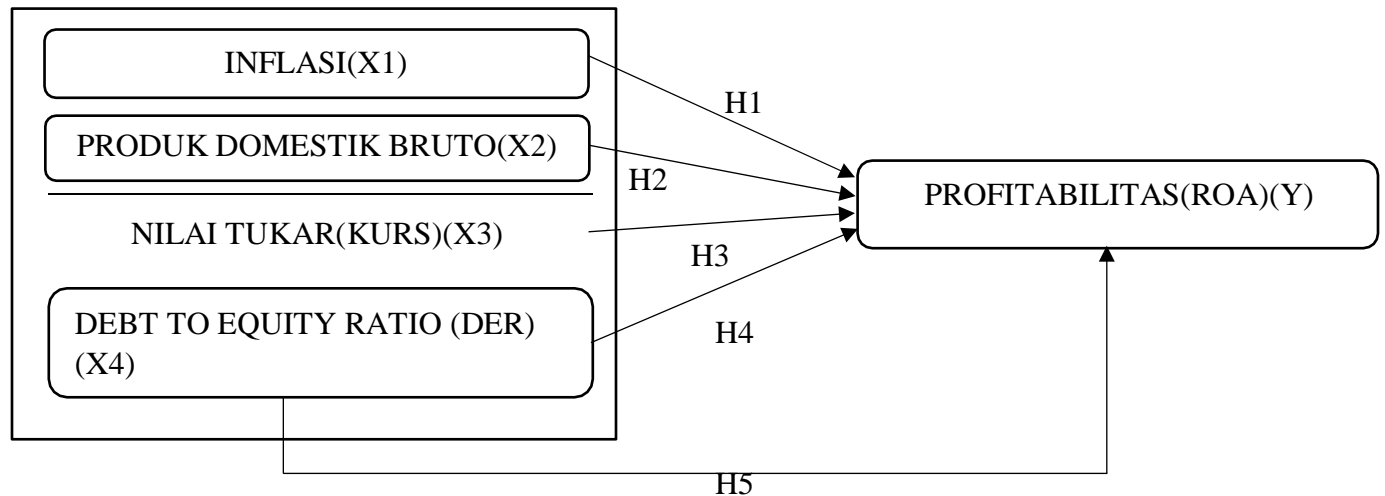 INFLASI(X1)
H1
PRODUK DOMESTIK BRUTO(X2)
H2
PROFITABILITAS(ROA)(Y)
NILAI TUKAR(KURS)(X3)
H3
DEBT TO EQUITY RATIO (DER)
(X4)
H4
H5